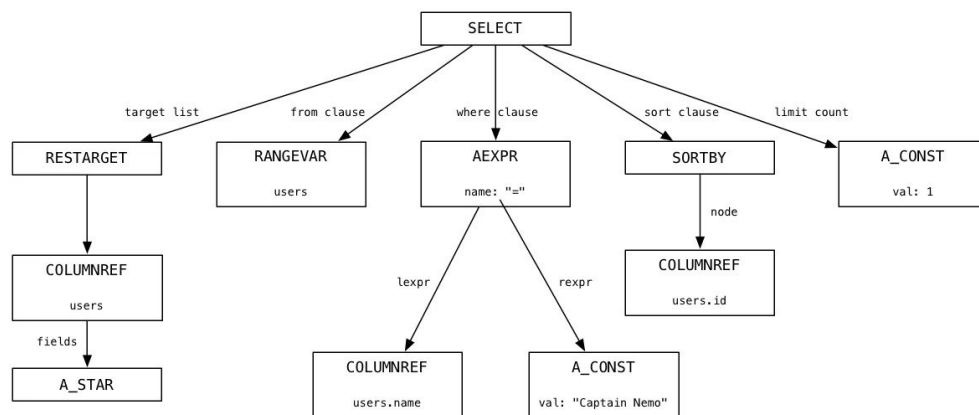 SELECT
target list
from clause
where clause
sort clause
limit count
RESTARGET
RANGEVAR
users
AEXPR
name: "="
SORTBY
A_CONST
val: 1
node
COLUMNREF
users
COLUMNREF
users.id
lexpr
rexpr
fields
A_STAR
COLUMNREF
users.name
A_CONST
val: "Captain Nemo"